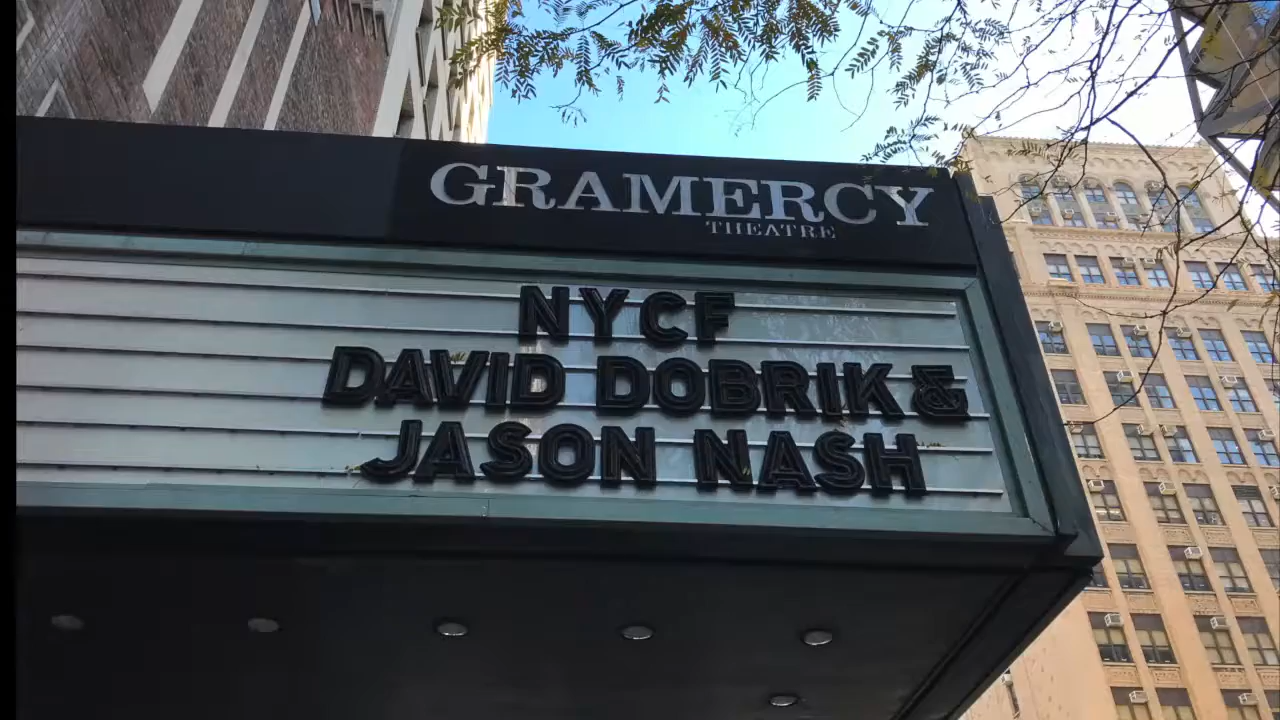 GRAMERCY
THEATRE
NYCF
DAVID DOBRIK &
JASON NASH